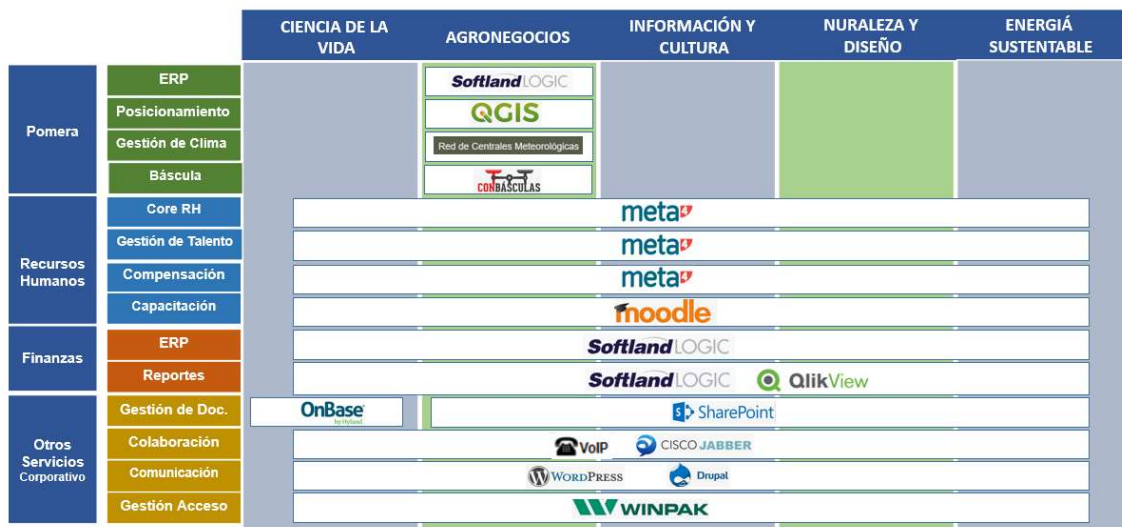 CIENCIA DE LA
VIDA
AGRONEGOCIOS
INFORMACIÓN Y
CULTURA
NURALEZA Y
DISEÑO
ENERGIÁ
SUSTENTABLE
Pomera
ERP
SoftlandLOGIC
Posicionamiento
QGIS
Gestión de Clima
Red de Centrales Meteorológicas
Báscula
CONBÁSCULAS
Recursos
Humanos
Core RH
meta4
Gestión de Talento
meta4
Compensación
meta4
Capacitación
moodle
Finanzas
ERP
SoftlandLOGIC
Reportes
SoftlandLOGIC QlikView
Otros
Servicios
Corporativo
Gestión de Doc.
OnBase
by Hyland
S SharePoint
Colaboración
VoIP CISCO JABBER
Comunicación
WORDPRESS Drupal
Gestión Acceso
WINPAK